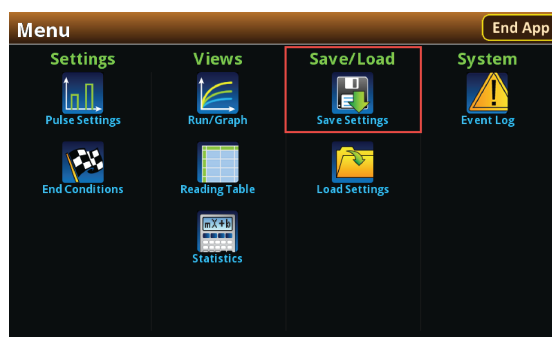 Menu
End App
Settings
Views
Save/Load
System
Pulse Settings
Run/Graph
Save Settings
Event Log
End Conditions
Reading Table
Load Settings
mX+b
Statistics